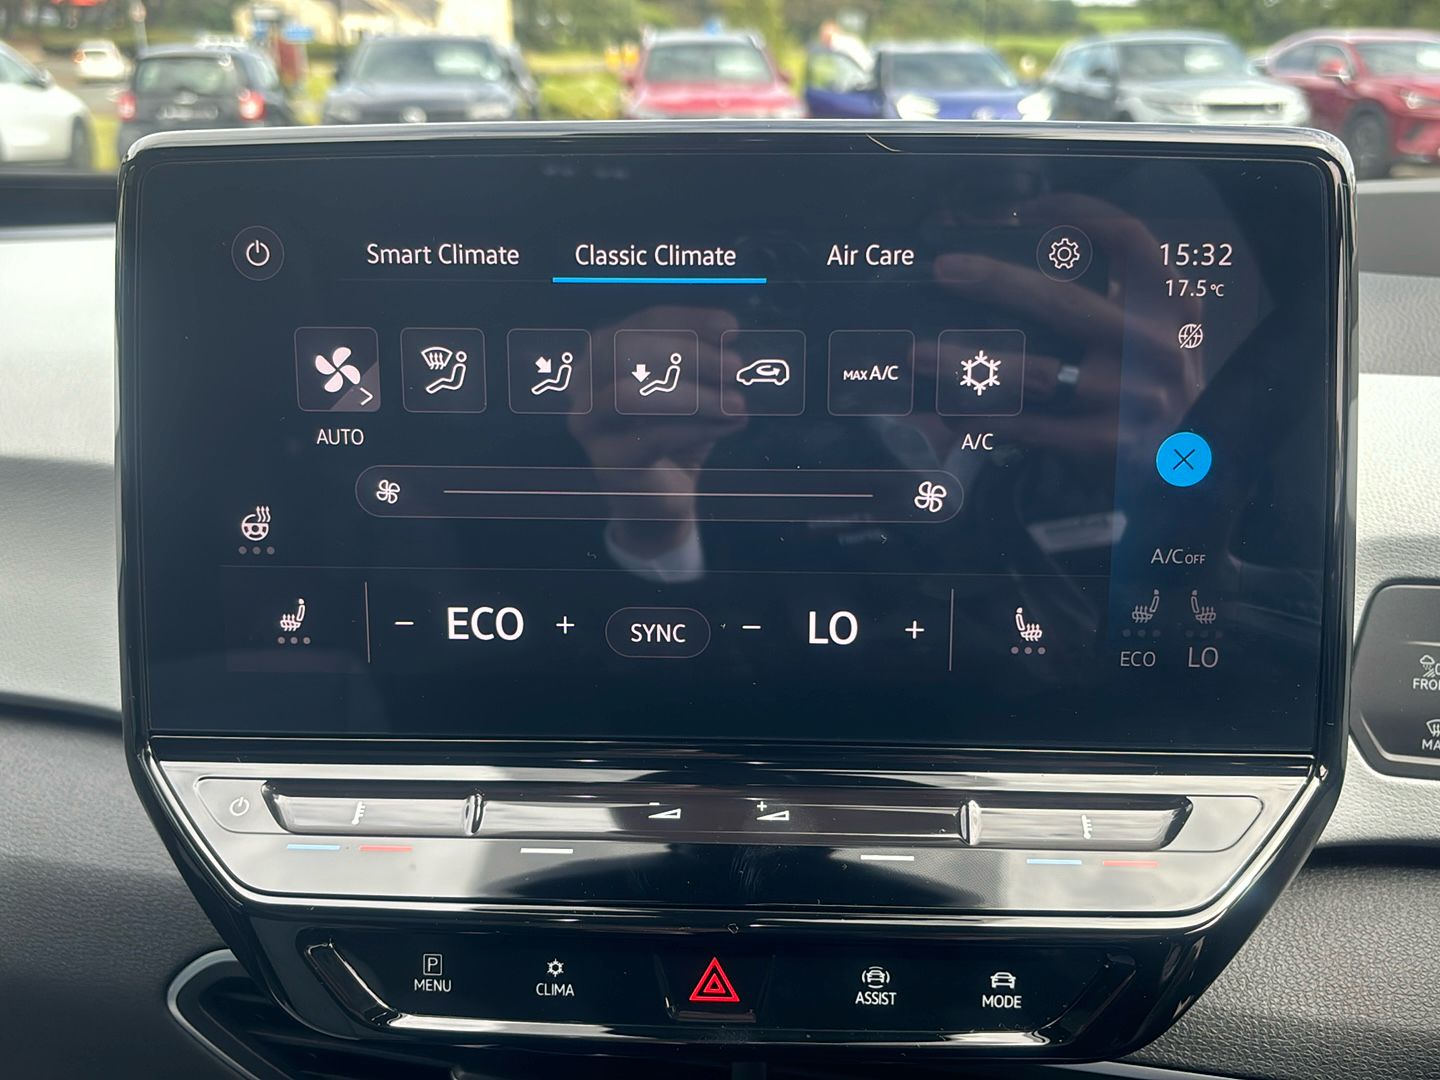 Smart Climate
Classic Climate
Air Care
15:32
17.5°C
MAX A/C
AUTO
A/C
A/C OFF
− ECO +
SYNC
− LO +
ECO
LO
P
MENU
CLIMA
ASSIST
MODE